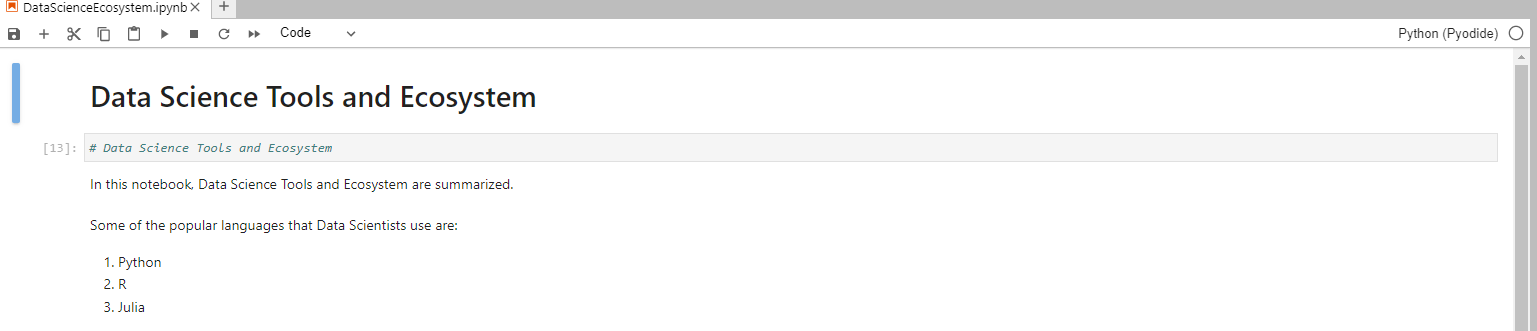 DataScienceEcosystem.ipynb
Code
Python (Pyodide)
Data Science Tools and Ecosystem
[13]: # Data Science Tools and Ecosystem
In this notebook, Data Science Tools and Ecosystem are summarized.
Some of the popular languages that Data Scientists use are:
1. Python
2. R
3. Julia